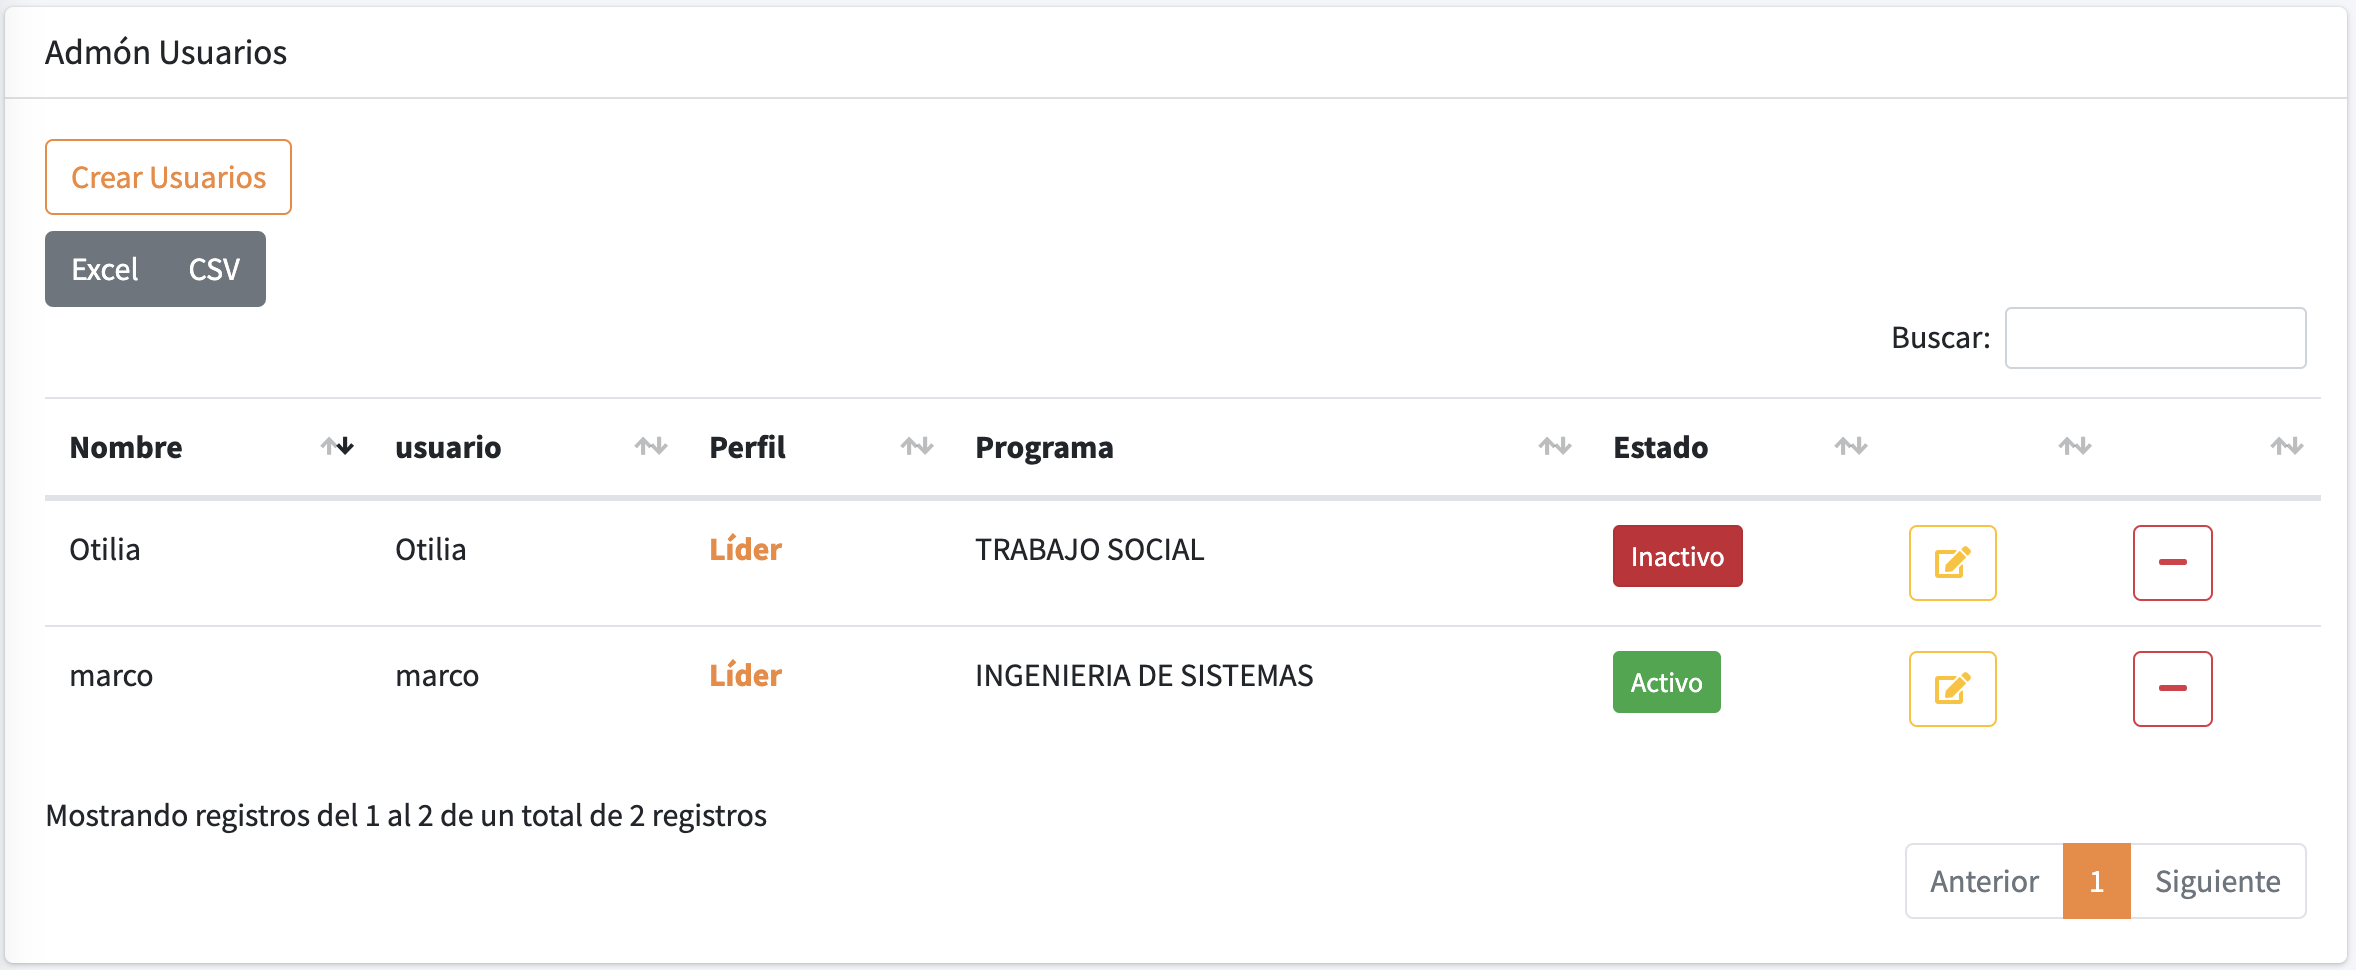 Admón Usuarios
Crear Usuarios
Excel CSV
Buscar:
Nombre usuario Perfil Programa Estado
Otilia Otilia Líder TRABAJO SOCIAL Inactivo
marco marco Líder INGENIERIA DE SISTEMAS Activo
Mostrando registros del 1 al 2 de un total de 2 registros
Anterior 1 Siguiente